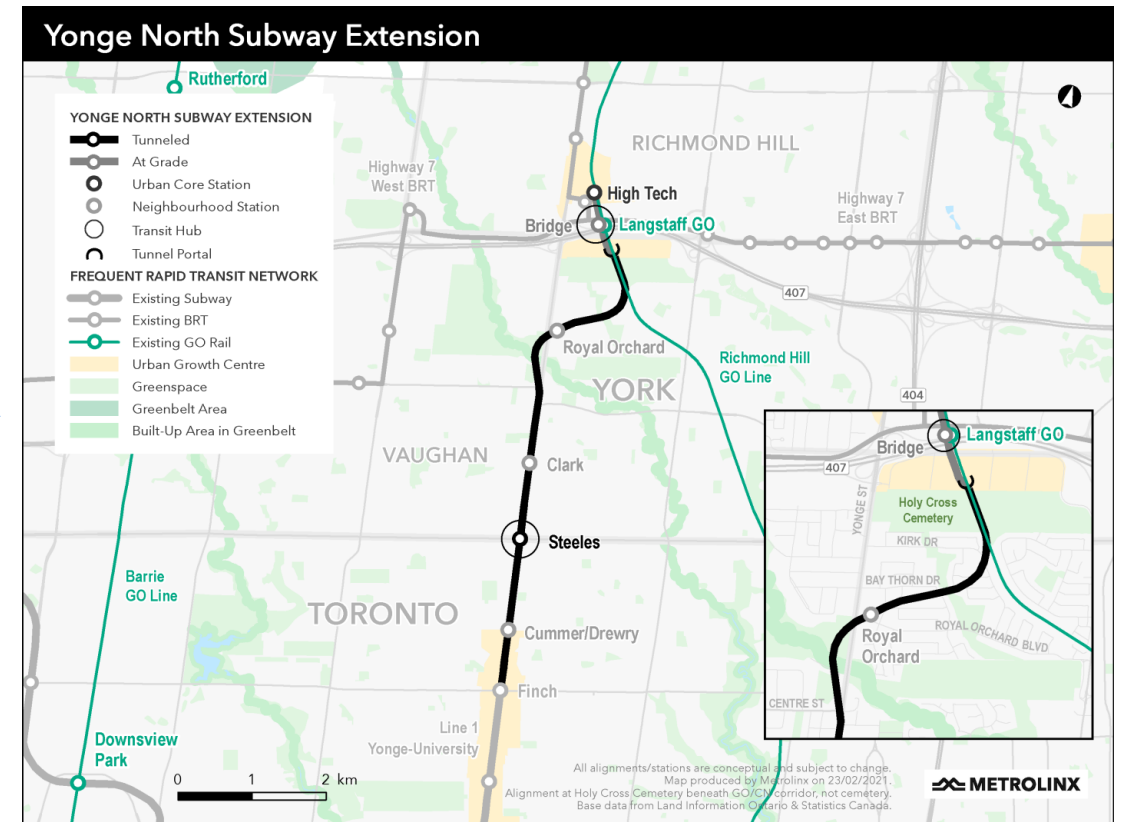 Yonge North Subway Extension
Rutherford
YONGE NORTH SUBWAY EXTENSION
Tunneled
At Grade
Urban Core Station
Neighbourhood Station
Transit Hub
Tunnel Portal
FREQUENT RAPID TRANSIT NETWORK
Existing Subway
Existing BRT
Existing GO Rail
Urban Growth Centre
Greenspace
Greenbelt Area
Built-Up Area in Greenbelt
RICHMOND HILL
Highway 7
West BRT
High Tech
Highway 7
East BRT
Bridge
Langstaff GO
407
Royal Orchard
Richmond Hill
GO Line
YORK
404
VAUGHAN
Clark
Steeles
Barrie
GO Line
TORONTO
Cummer/Drewry
Finch
Line 1
Yonge-University
Downsview
Park
0 1 2 km
Langstaff GO
Bridge
407
YONGE ST
Holy Cross
Cemetery
KIRK DR
BAY THORN DR
Royal
Orchard
ROYAL ORCHARD BLVD
CENTRE ST
All alignments/stations are conceptual and subject to change.
Map produced by Metrolinx on 23/02/2021.
Alignment at Holy Cross Cemetery beneath GO/CN corridor, not cemetery.
Base data from Land Information Ontario & Statistics Canada.
METROLINX